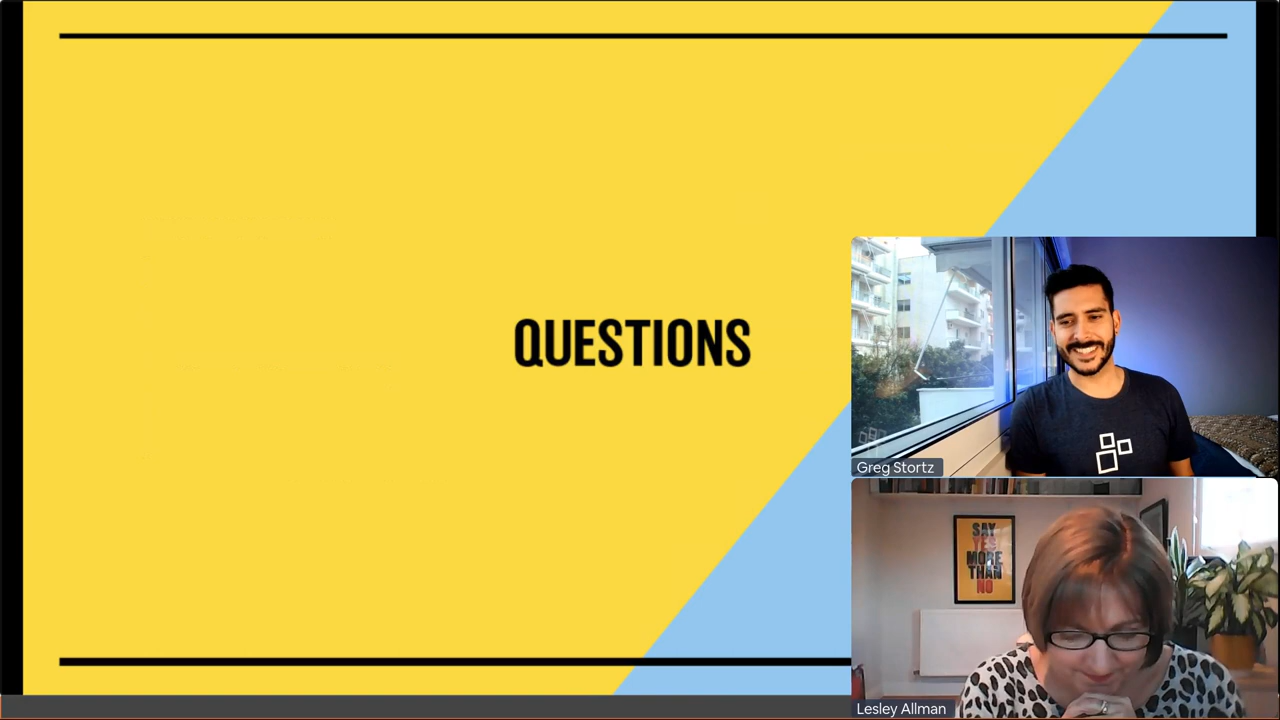 QUESTIONS
Greg Stortz
SAY
YES
MORE
THAN
NO
Lesley Allman